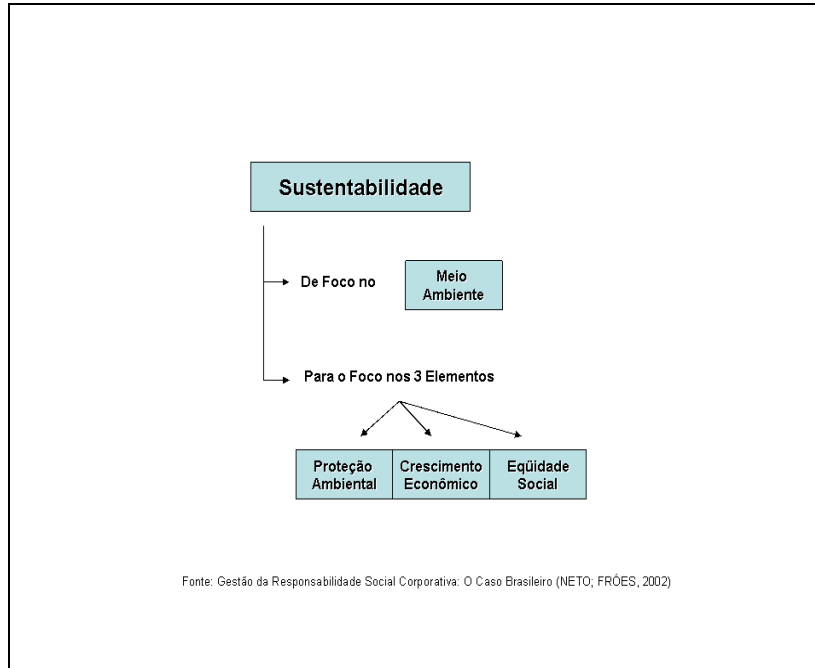 Sustentabilidade
De Foco no
Meio
Ambiente
Para o Foco nos 3 Elementos
Proteção
Ambiental
Crescimento
Econômico
Eqüidade
Social
Fonte: Gestão da Responsabilidade Social Corporativa: O Caso Brasileiro (NETO; FRÓES, 2002)